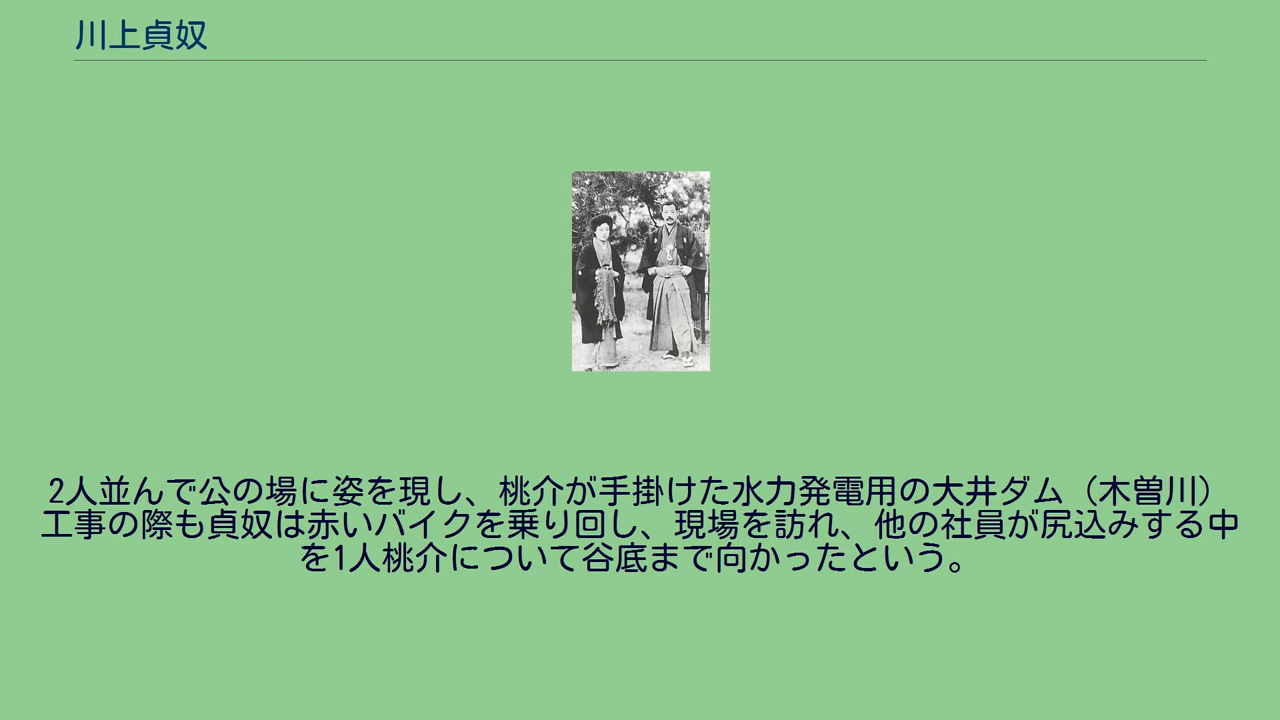 川上貞奴
2人並んで公の場に姿を現し、桃介が手掛けた水力発電用の大井ダム（木曽川）
工事の際も貞奴は赤いバイクを乗り回し、現場を訪れ、他の社員が尻込みする中
を1人桃介について谷底まで向かったという。